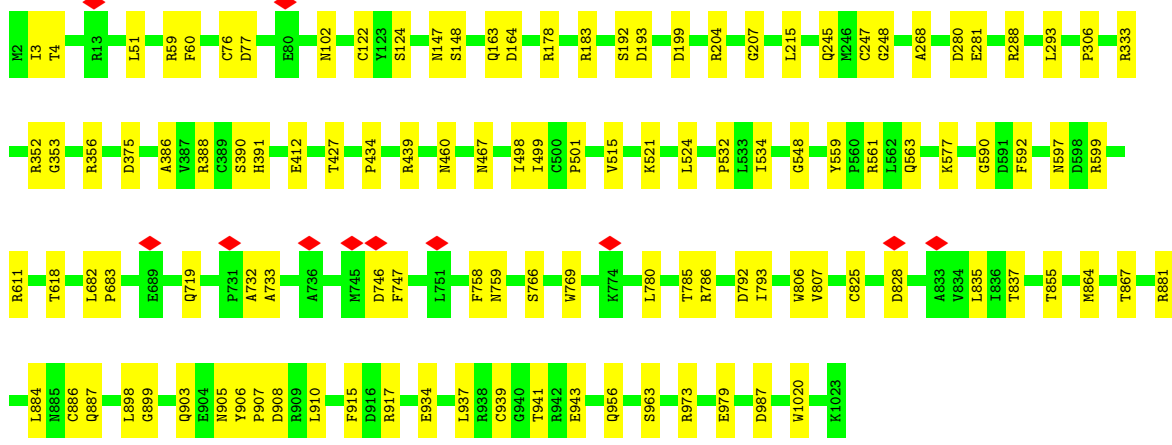 M2 I3 T4 R13 L51 R59 F60 C76 D77 E80 N102 C122 Y123 S124 N147 S148 Q163 D164 R178 R183 S192 D193 D199 R204 G207 L215 Q245 M246 C247 G248 A268 D280 E281 R288 L293 P306 R333
R352 G353 R356 D375 A386 V387 R388 C389 S390 H391 E412 T427 P434 R439 N460 N467 I498 I499 C500 P501 V515 K521 L524 P532 L533 I534 G548 Y559 P560 R561 L562 Q563 K577 G590 D591 F592 N597 D598 R599
R611 T618 L682 P683 E689 Q719 P731 A732 A733 A736 M745 D746 F747 L751 F758 N759 S766 W769 K774 L780 T785 R786 D792 I793 W806 V807 C825 D828 A833 V834 L835 I836 T837 T855 M864 T867 R881
L884 N885 C886 Q887 L898 G899 Q903 E904 N905 Y906 P907 D908 R909 L910 F915 D916 R917 E934 L937 R938 C939 G940 T941 R942 E943 Q956 S963 R973 E979 D987 W1020 K1023